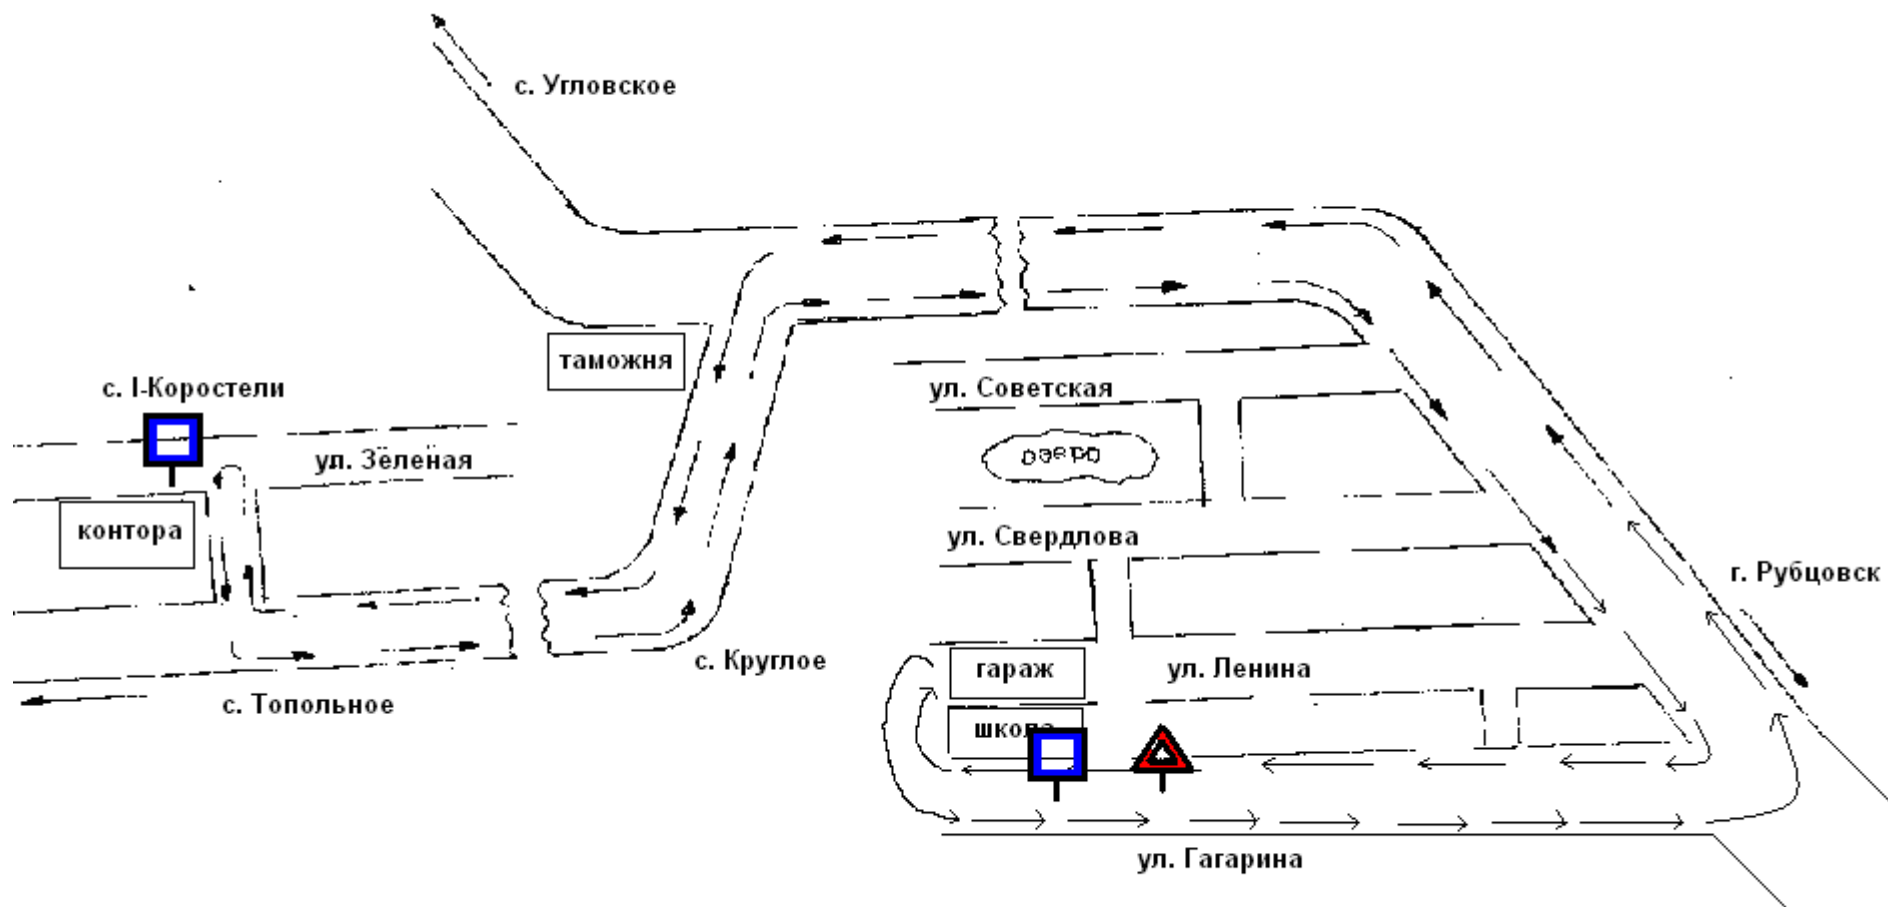 с. Угловское
таможня
с. I-Коростели
ул. Советская
ул. Зеленая
озеро
контора
ул. Свердлова
г. Рубцовск
с. Круглое
гараж
ул. Ленина
с. Топольное
школа
ул. Гагарина